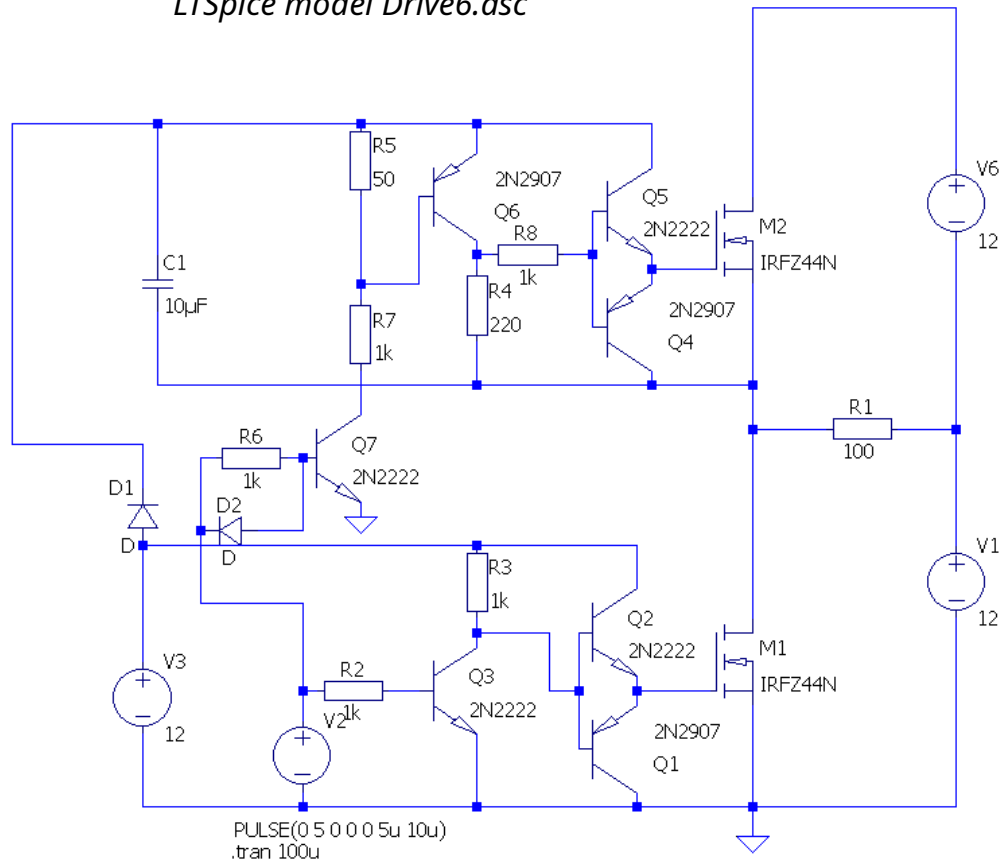 LTSpice model Drive6.asc
R5
50
2N2907
Q6
Q5
2N2222
V6
12
M2
IRFZ44N
R8
1k
C1
10µF
R4
220
R7
1k
2N2907
Q4
R1
100
R6
1k
Q7
2N2222
D1
D
D2
D
R3
1k
V1
12
Q2
2N2222
M1
IRFZ44N
V3
12
R2
1k
Q3
2N2222
V2
2N2907
Q1
PULSE(0 5 0 0 0 5u 10u)
.tran 100u